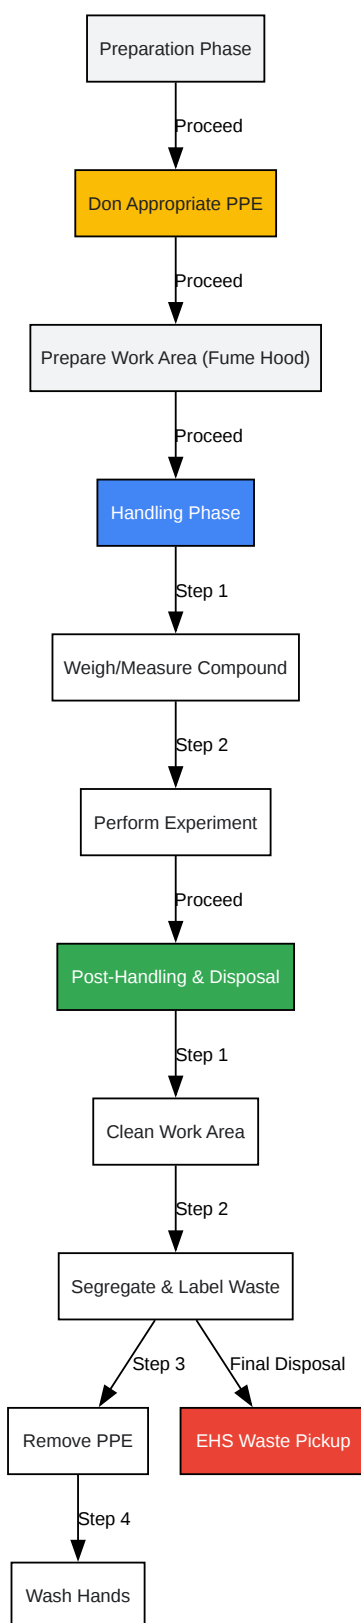 Preparation Phase
Proceed
Don Appropriate PPE
Proceed
Prepare Work Area (Fume Hood)
Proceed
Handling Phase
Step 1
Weigh/Measure Compound
Step 2
Perform Experiment
Proceed
Post-Handling & Disposal
Step 1
Clean Work Area
Step 2
Segregate & Label Waste
Step 3
Final Disposal
Remove PPE
EHS Waste Pickup
Step 4
Wash Hands